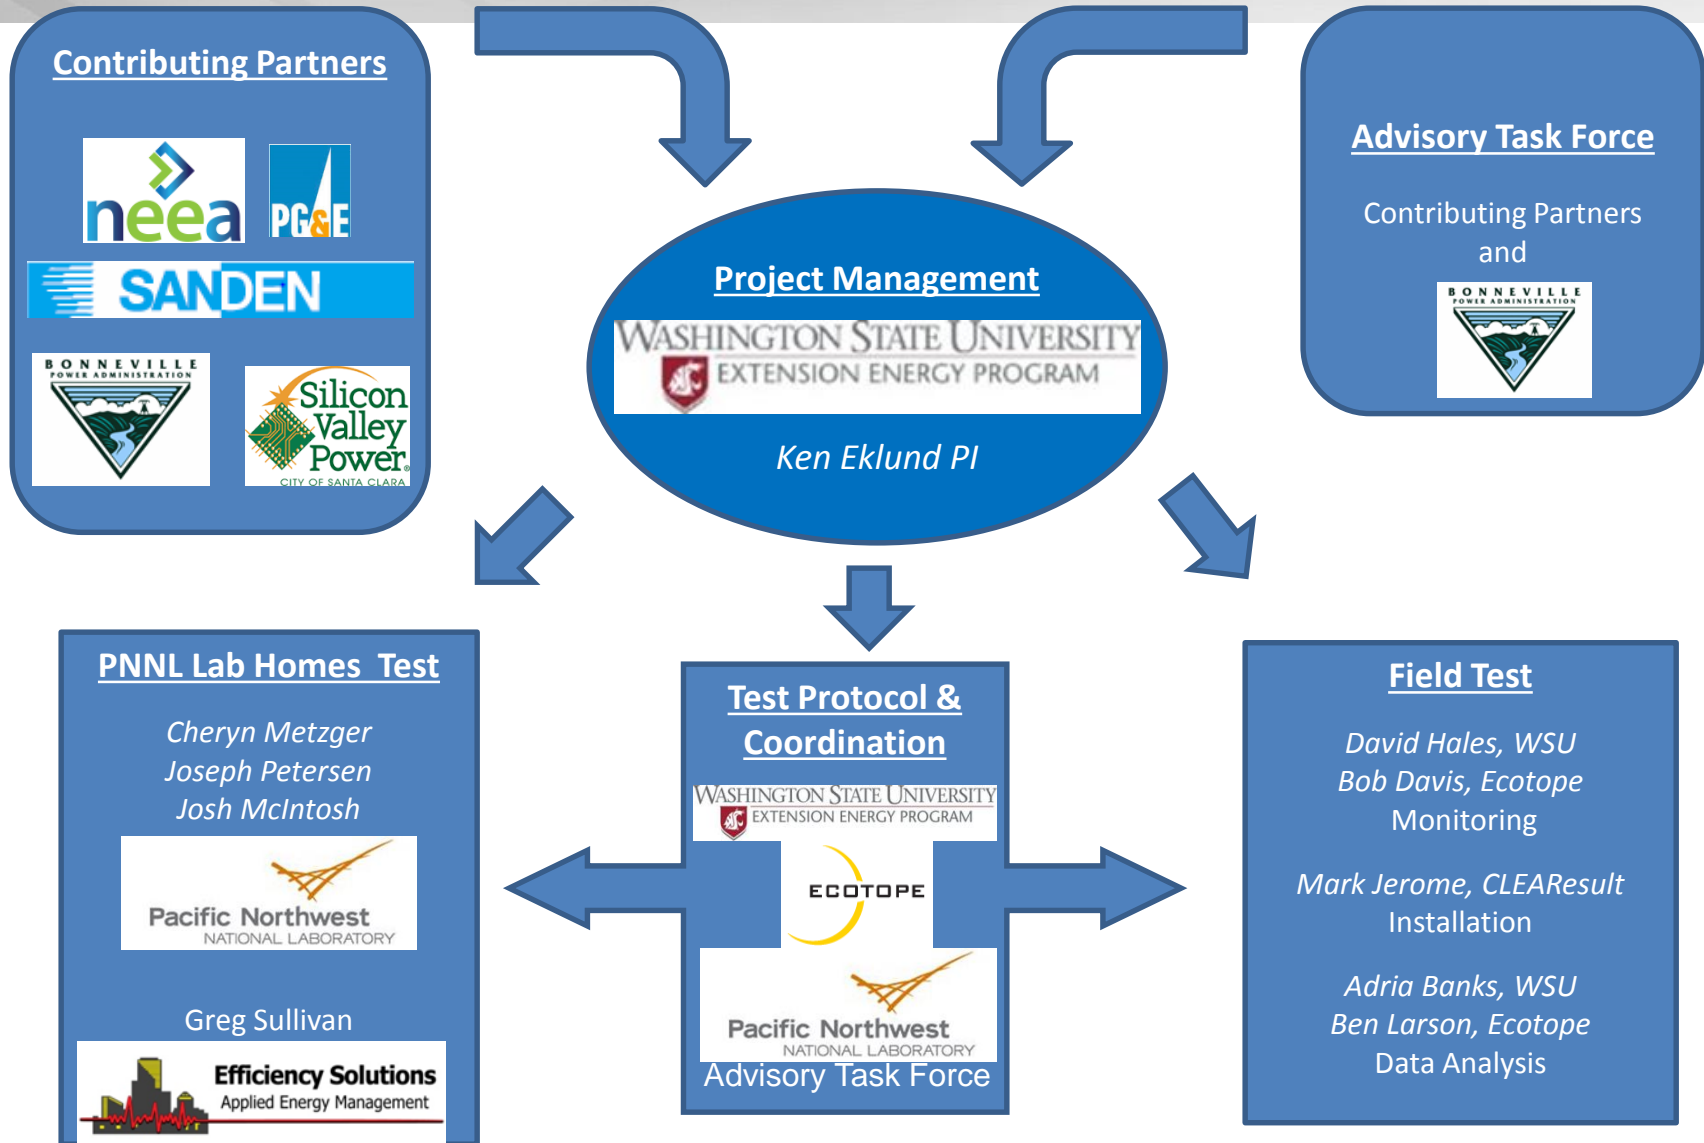 Contributing Partners
neea
PG&E
SANDEN
BONNEVILLE
POWER ADMINISTRATION
Silicon
Valley
Power®
CITY OF SANTA CLARA
Advisory Task Force
Contributing Partners
and
BONNEVILLE
POWER ADMINISTRATION
Project Management
WASHINGTON STATE UNIVERSITY
EXTENSION ENERGY PROGRAM
Ken Eklund PI
PNNL Lab Homes Test
Cheryn Metzger
Joseph Petersen
Josh McIntosh
Pacific Northwest
NATIONAL LABORATORY
Greg Sullivan
Efficiency Solutions
Applied Energy Management
Test Protocol &
Coordination
WASHINGTON STATE UNIVERSITY
EXTENSION ENERGY PROGRAM
ECOTOPE
Pacific Northwest
NATIONAL LABORATORY
Advisory Task Force
Field Test
David Hales, WSU
Bob Davis, Ecotope
Monitoring
Mark Jerome, CLEAResult
Installation
Adria Banks, WSU
Ben Larson, Ecotope
Data Analysis